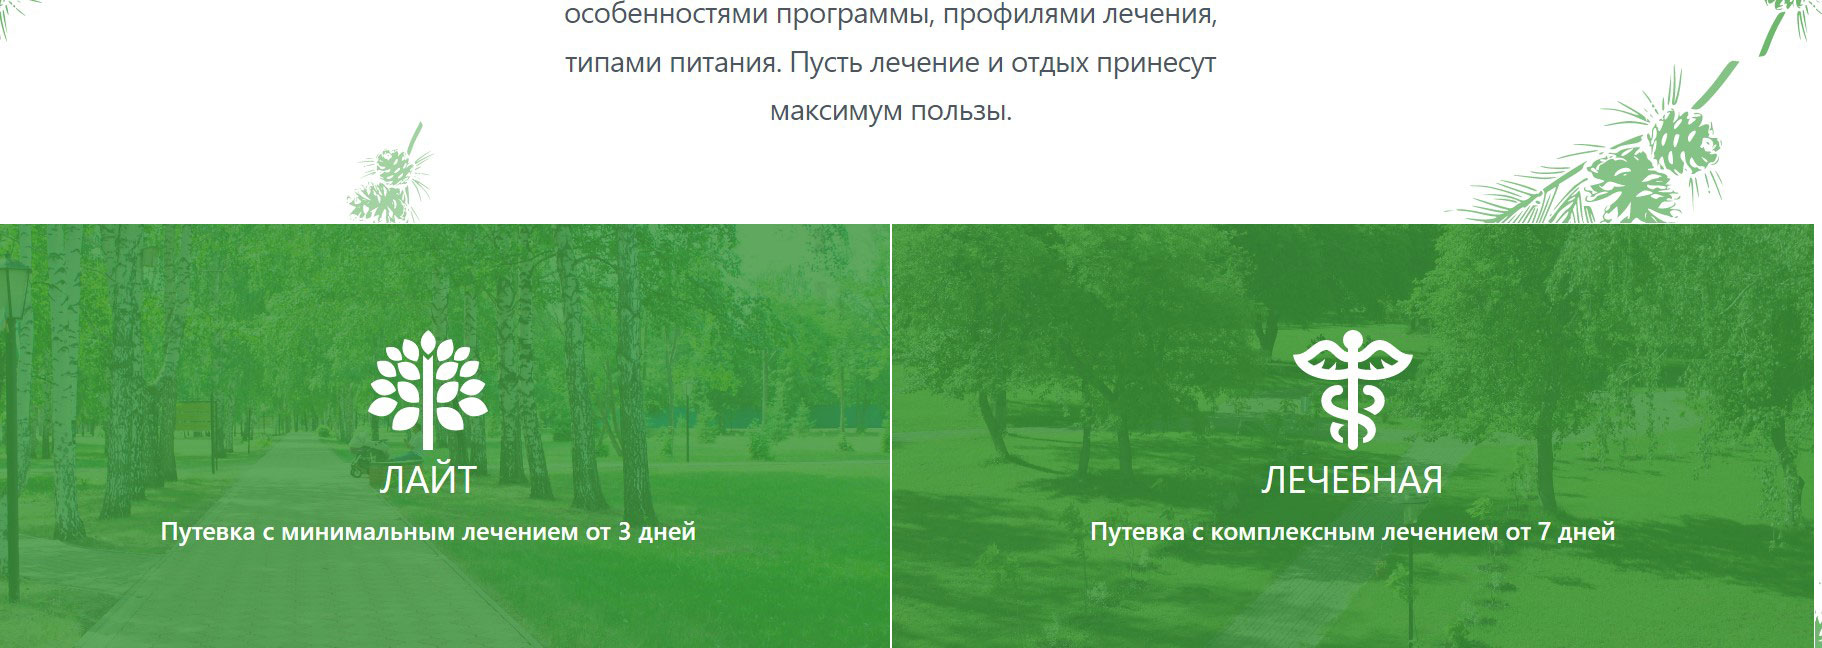 особенностями программы, профилями лечения,
типами питания. Пусть лечение и отдых принесут
максимум пользы.
ЛАЙТ
Путевка с минимальным лечением от 3 дней
ЛЕЧЕБНАЯ
Путевка с комплексным лечением от 7 дней